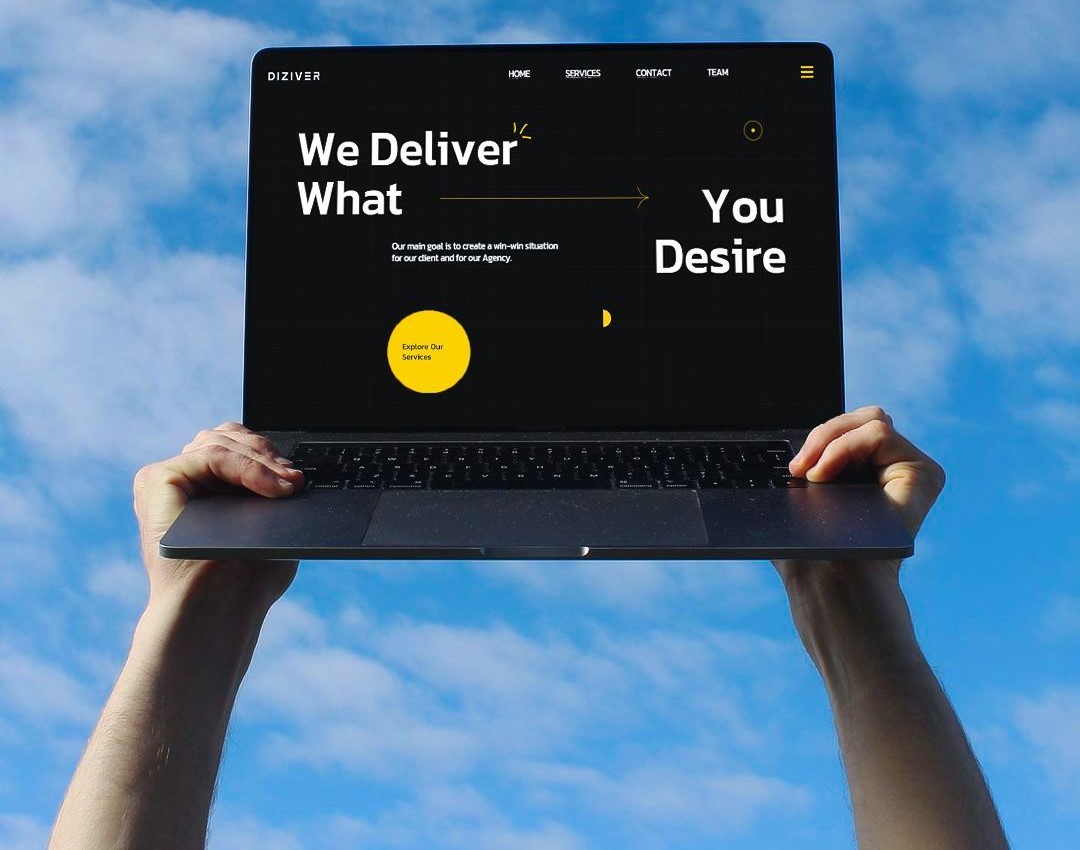 DIZIVER
HOME SERVICES CONTACT TEAM
We Deliver
What
You
Desire
Our main goal is to create a win-win situation
for our client and for our Agency.
Explore Our
Services